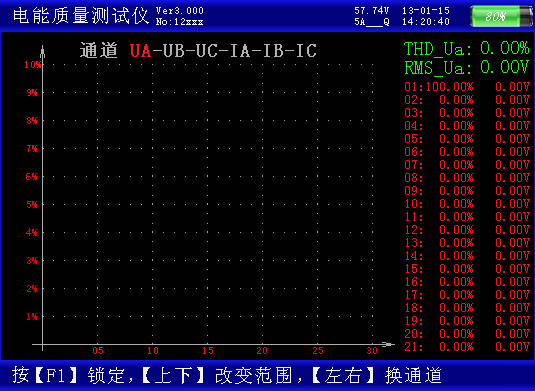 电能质量测试仪 Ver3.000 57.74V 13-01-15 80%
No:12xxx 5A___Q 14:20:40
通道 UA-UB-UC-IA-IB-IC
10%
9%
8%
7%
6%
5%
4%
3%
2%
1%
05 10 15 20 25 30
THD_Ua: 0.00%
RMS_Ua: 0.00V
01:100.00% 0.00V
02: 0.00% 0.00V
03: 0.00% 0.00V
04: 0.00% 0.00V
05: 0.00% 0.00V
06: 0.00% 0.00V
07: 0.00% 0.00V
08: 0.00% 0.00V
09: 0.00% 0.00V
10: 0.00% 0.00V
11: 0.00% 0.00V
12: 0.00% 0.00V
13: 0.00% 0.00V
14: 0.00% 0.00V
15: 0.00% 0.00V
16: 0.00% 0.00V
17: 0.00% 0.00V
18: 0.00% 0.00V
19: 0.00% 0.00V
20: 0.00% 0.00V
21: 0.00% 0.00V
按【F1】锁定,【上下】改变范围,【左右】换通道